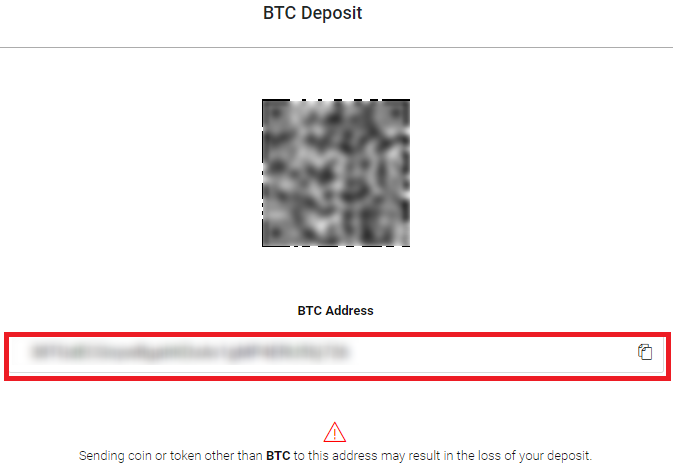 BTC Deposit
BTC Address
Sending coin or token other than BTC to this address may result in the loss of your deposit.